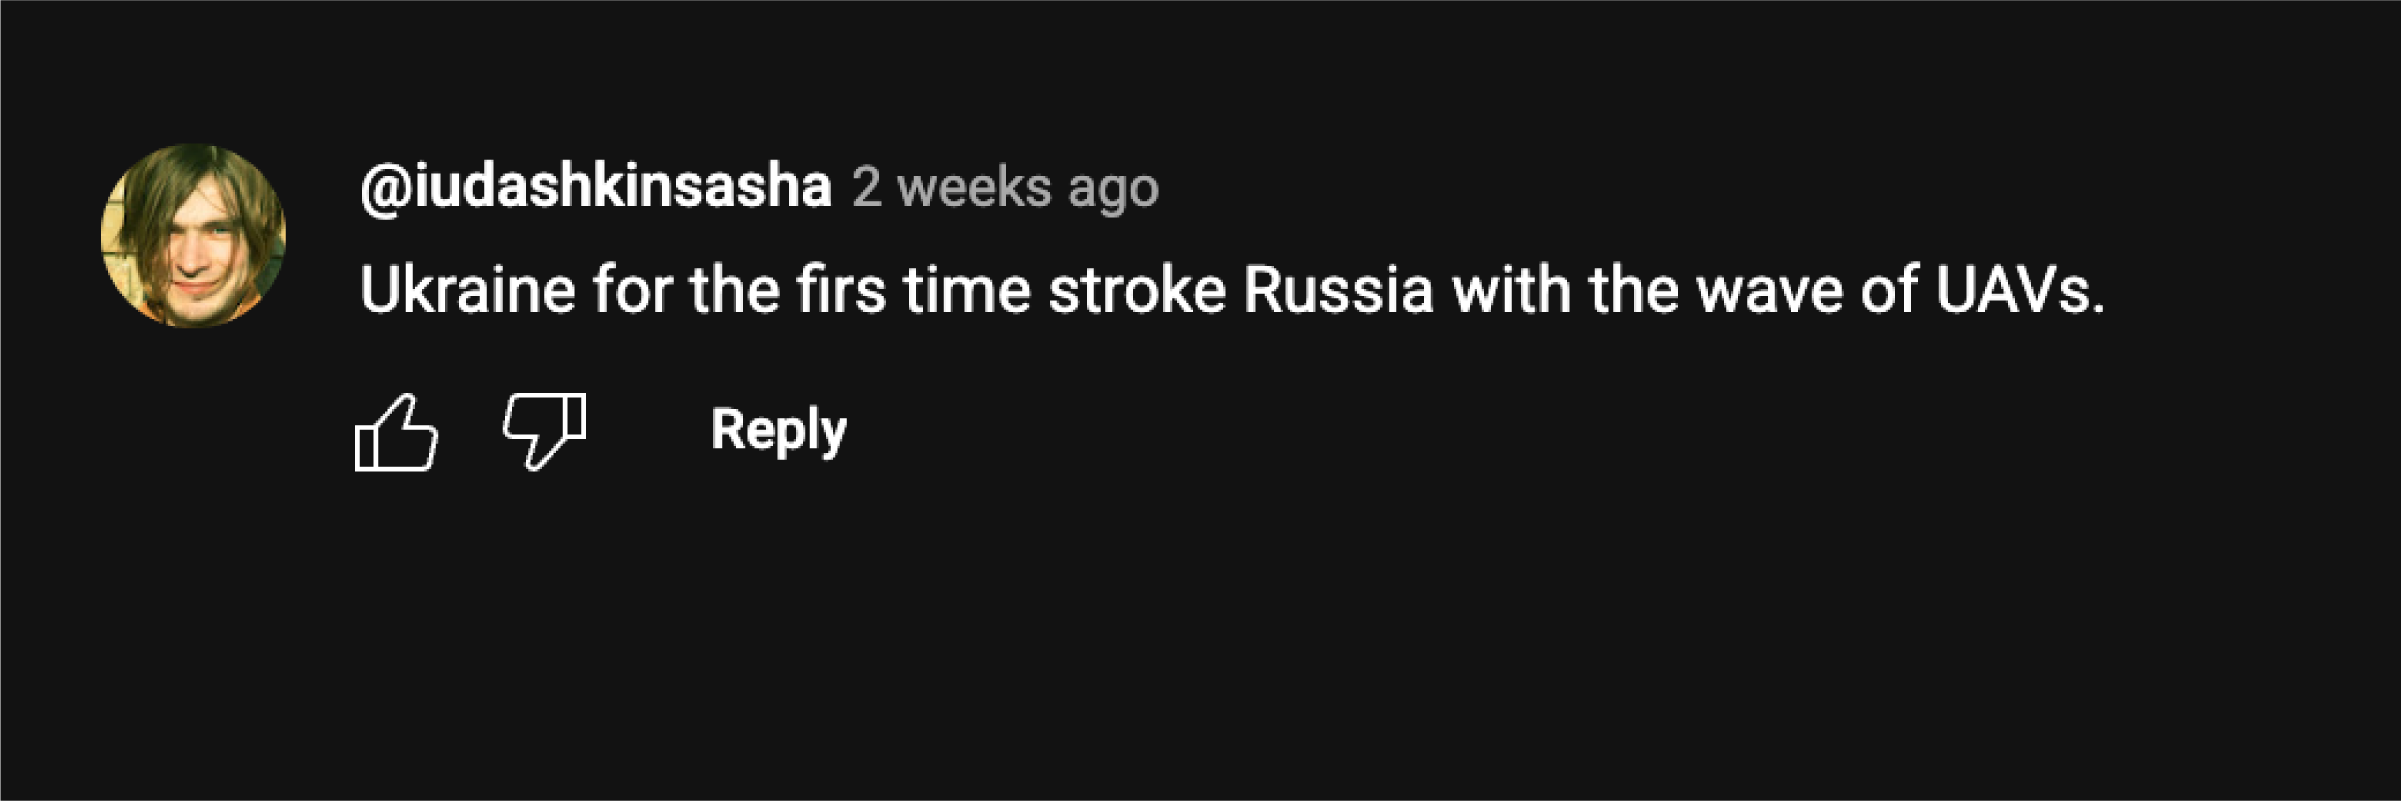 @iudashkinsasha 2 weeks ago
Ukraine for the firs time stroke Russia with the wave of UAVs.
Reply